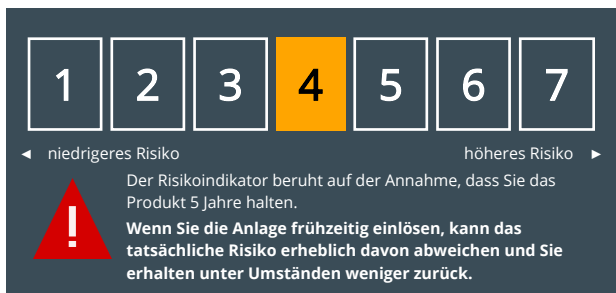 1 2 3 4 5 6 7
◄ niedrigeres Risiko höheres Risiko ►
Der Risikoindikator beruht auf der Annahme, dass Sie das
Produkt 5 Jahre halten.
!
Wenn Sie die Anlage frühzeitig einlösen, kann das
tatsächliche Risiko erheblich davon abweichen und Sie
erhalten unter Umständen weniger zurück.